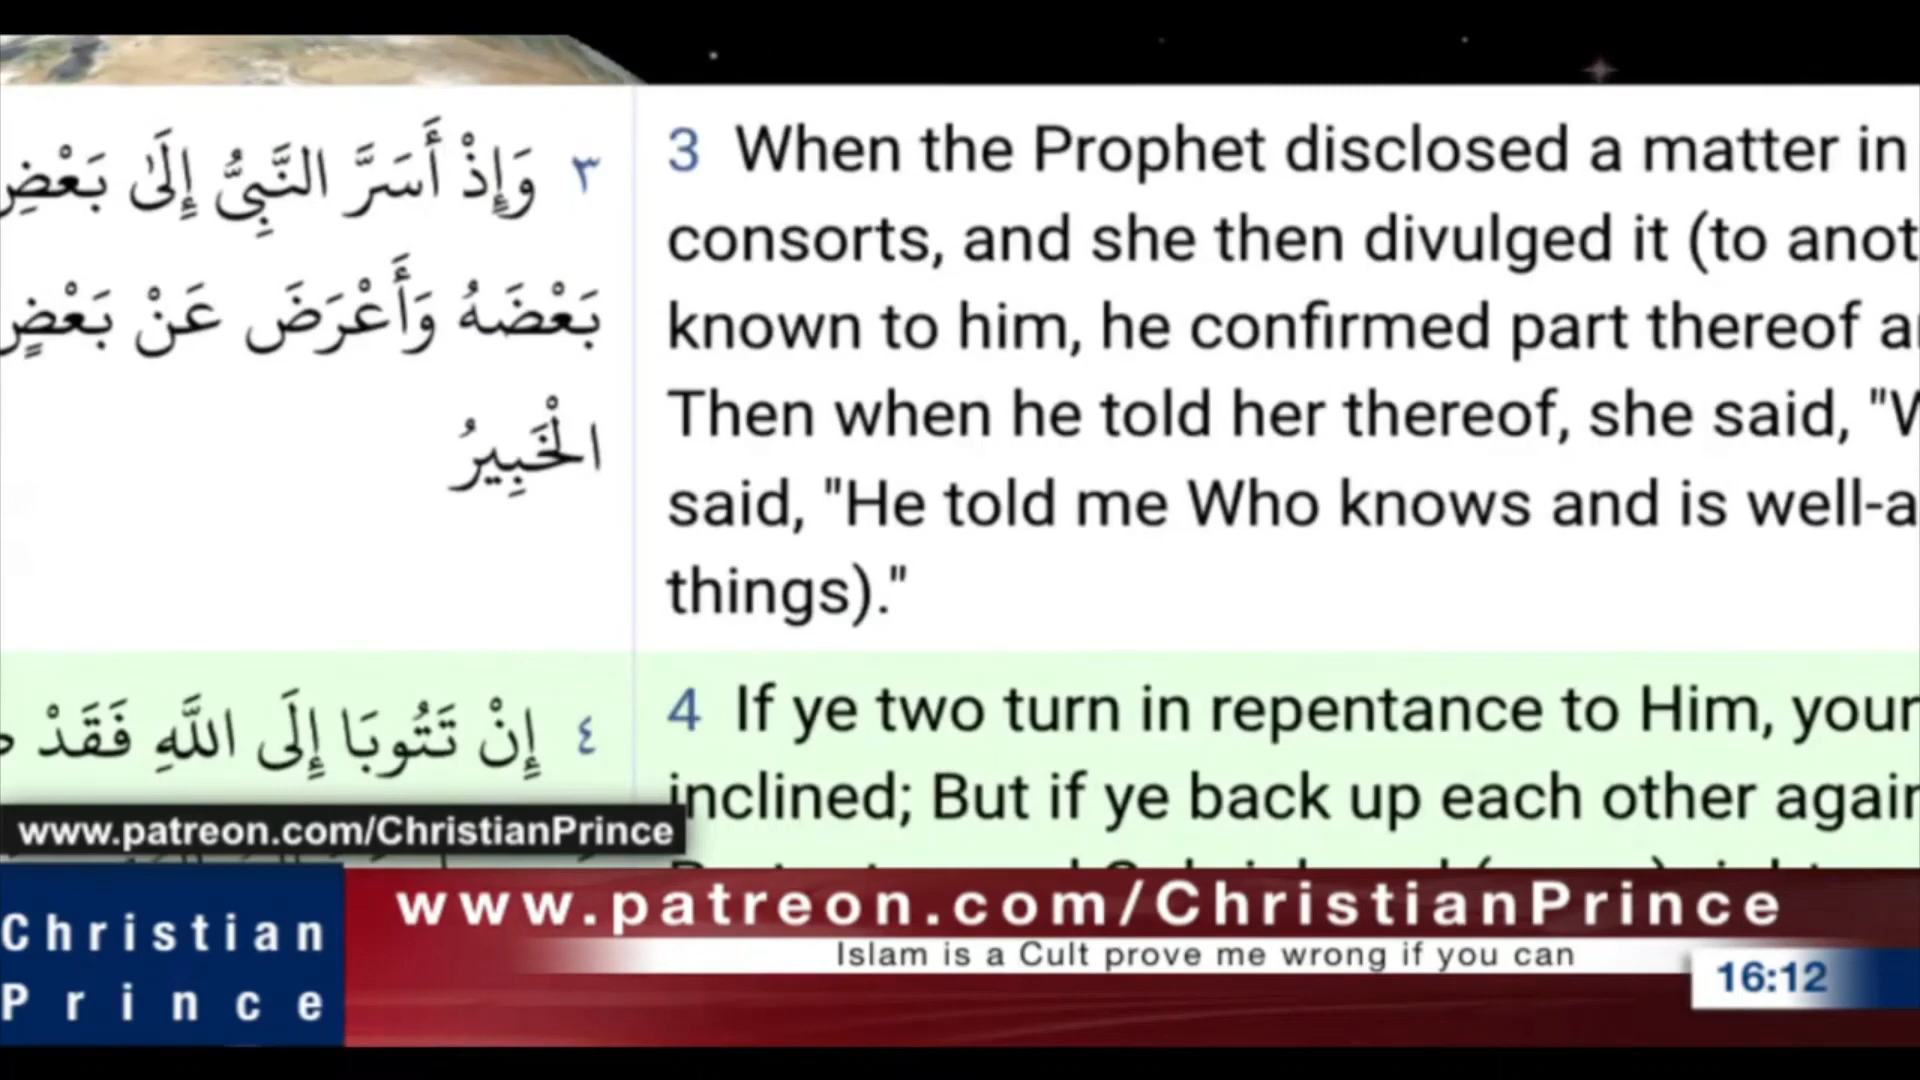 ٣ وَإِذْ أَسَرَّ النَّبِيُّ إِلَىٰ بَعْضِ
بَعْضَهُ وَأَعْرَضَ عَنْ بَعْضٍ
الْخَبِيرُ
3 When the Prophet disclosed a matter in
consorts, and she then divulged it (to anot
known to him, he confirmed part thereof a
Then when he told her thereof, she said, "W
said, "He told me Who knows and is well-a
things)."
٤ إِنْ تَتُوبَا إِلَى اللَّهِ فَقَدْ
4 If ye two turn in repentance to Him, your
inclined; But if ye back up each other again
www.patreon.com/ChristianPrince
Christian
Prince
www.patreon.com/ChristianPrince
Islam is a Cult prove me wrong if you can
16:12